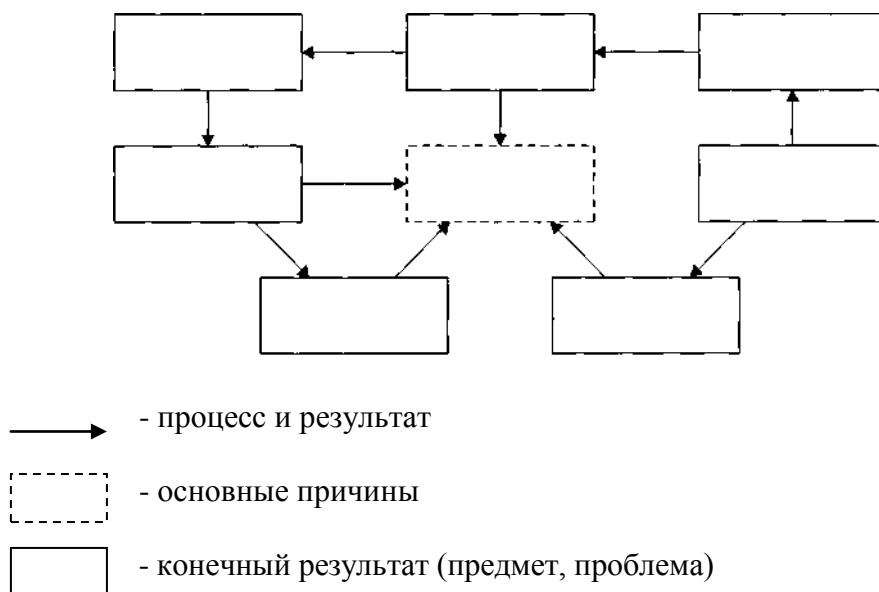 - процесс и результат
- основные причины
- конечный результат (предмет, проблема)